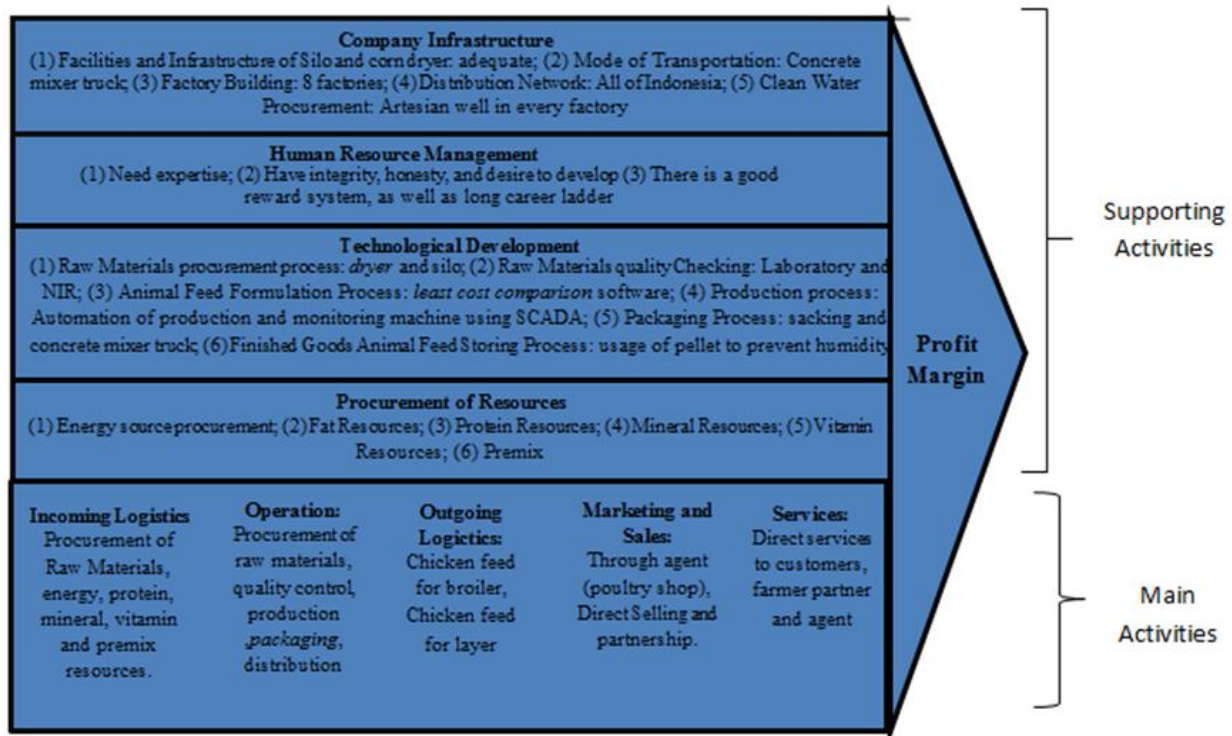 Company Infrastructure
(1) Facilities and Infrastructure of Silo and corn dryer: adequate; (2) Mode of Transportation: Concrete
mixer truck; (3) Factory Building: 8 factories; (4) Distribution Network: All of Indonesia; (5) Clean Water
Procurement: Artesian well in every factory
Human Resource Management
(1) Need expertise; (2) Have integrity, honesty, and desire to develop (3) There is a good
reward system, as well as long career ladder
Technological Development
(1) Raw Materials procurement process: dryer and silo; (2) Raw Materials quality Checking: Laboratory and
NIR; (3) Animal Feed Formulation Process: least cost comparison software; (4) Production process:
Automation of production and monitoring machine using SCADA; (5) Packaging Process: sacking and
concrete mixer truck; (6) Finished Goods Animal Feed Storing Process: usage of pellet to prevent humidity
Procurement of Resources
(1) Energy source procurement; (2) Fat Resources; (3) Protein Resources; (4) Mineral Resources; (5) Vitamin
Resources; (6) Premix
Incoming Logistics
Procurement of
Raw Materials,
energy, protein,
mineral, vitamin
and premix
resources.
Operation:
Procurement of
raw materials,
quality control,
production
,packaging,
distribution
Outgoing
Logictics:
Chicken feed
for broiler,
Chicken feed
for layer
Marketing and
Sales:
Through agent
(poultry shop),
Direct Selling and
partnership.
Services:
Direct services
to customers,
farmer partner
and agent
Profit
Margin
Supporting
Activities
Main
Activities